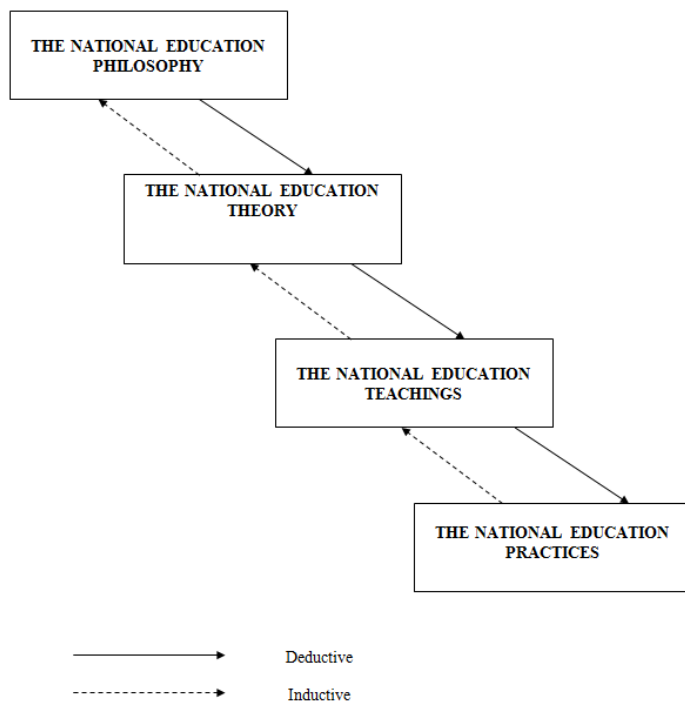 THE NATIONAL EDUCATION
PHILOSOPHY
THE NATIONAL EDUCATION
THEORY
THE NATIONAL EDUCATION
TEACHINGS
THE NATIONAL EDUCATION
PRACTICES
Deductive
Inductive